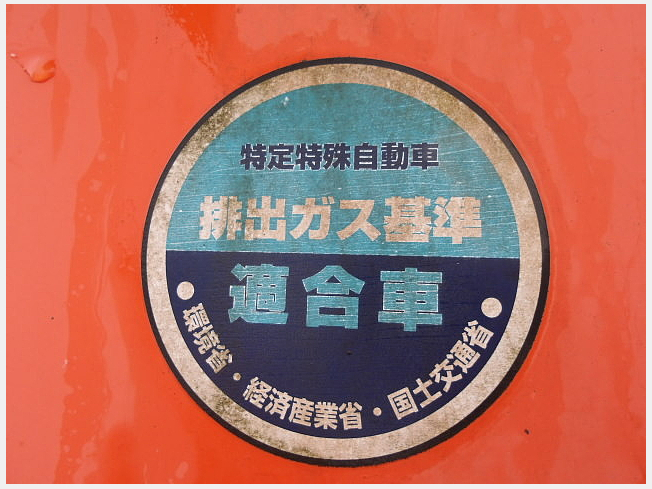 特定特殊自動車
排出ガス基準
適合車
環境省・経済産業省・国土交通省